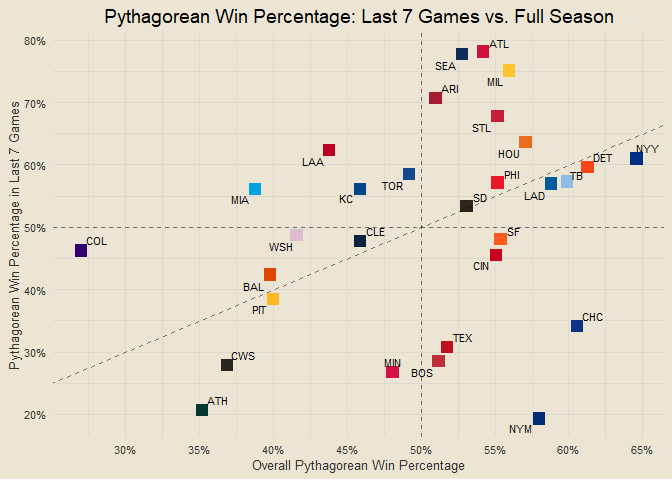 Pythagorean Win Percentage: Last 7 Games vs. Full Season
Pythagorean Win Percentage in Last 7 Games
80%
70%
60%
50%
40%
30%
20%
ATL
SEA
MIL
ARI
STL
HOU
NYY
LAA
DET
TOR
PHI
TB
MIA
KC
LAD
SD
COL
WSH
CLE
SF
CIN
BAL
PIT
CHC
TEX
CWS
MIN
BOS
ATH
NYM
30%
35%
40%
45%
50%
55%
60%
65%
Overall Pythagorean Win Percentage